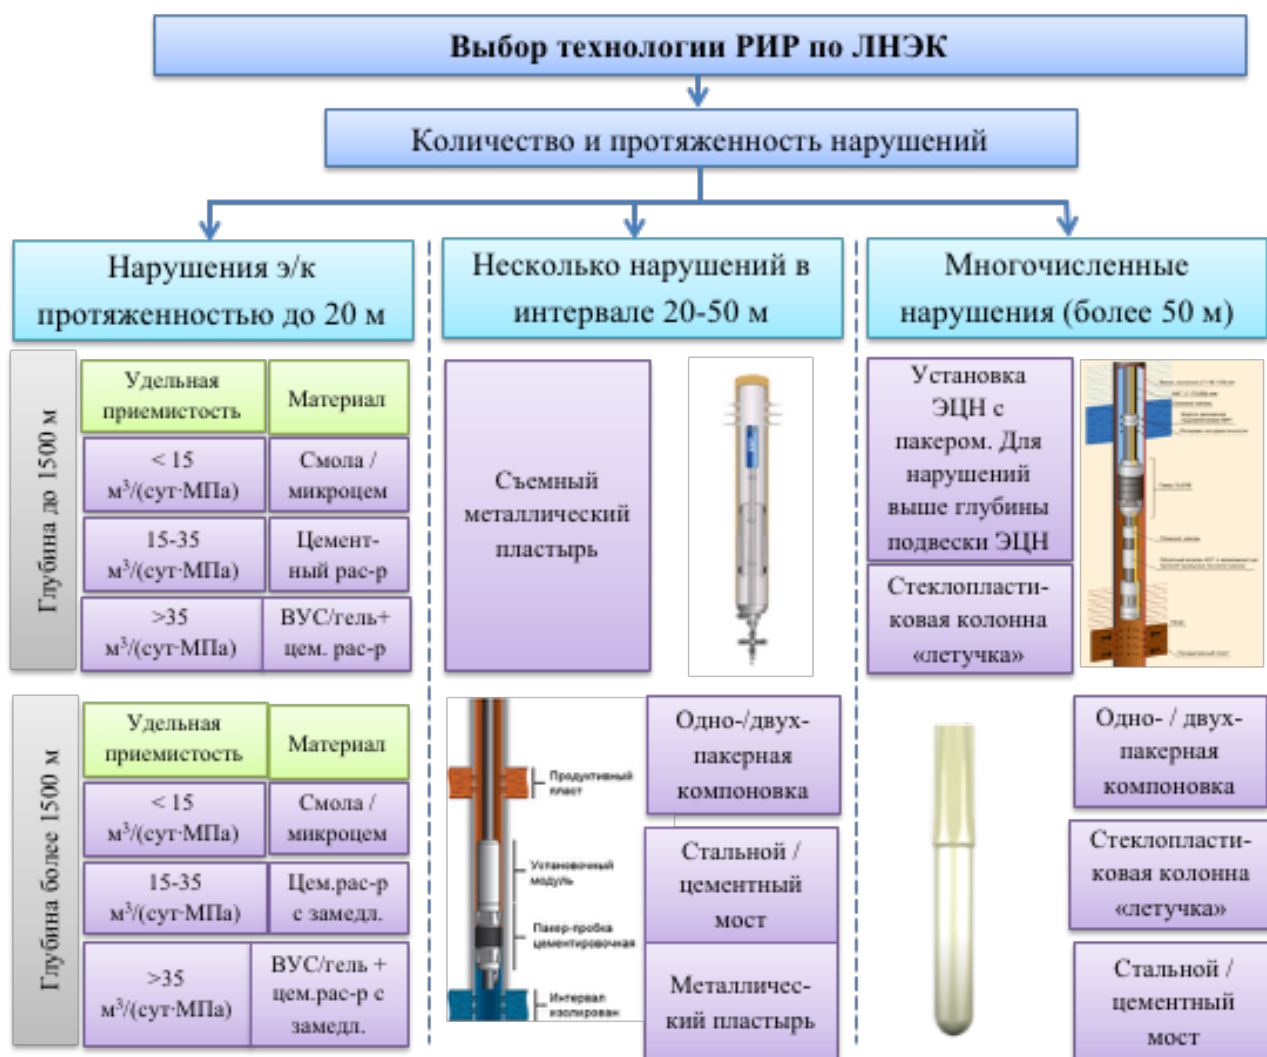 Выбор технологии РИР по ЛНЭК
Количество и протяженность нарушений
Нарушения э/к
протяженностью до 20 м
Несколько нарушений в
интервале 20-50 м
Многочисленные
нарушения (более 50 м)
Глубина до 1500 м
Удельная
приемистость
Материал
< 15
м³/(сут·МПа)
Смола /
микроцем
15-35
м³/(сут·МПа)
Цемент-
ный рас-р
>35
м³/(сут·МПа)
ВУС/гель+
цем. рас-р
Съемный
металлический
пластырь
Установка
ЭЦН с
пакером. Для
нарушений
выше глубины
подвески ЭЦН
Стеклопласти-
ковая колонна
«летучка»
Глубина более 1500 м
Удельная
приемистость
Материал
< 15
м³/(сут·МПа)
Смола /
микроцем
15-35
м³/(сут·МПа)
Цем.рас-р
с замедл.
>35
м³/(сут·МПа)
ВУС/гель +
цем.рас-р с
замедл.
Продуктивный
пласт
Установочный
модуль
Пакер-пробка
цементировочная
Интервал
изолирован
Одно-/двух-
пакерная
компоновка
Стальной /
цементный
мост
Металличес-
кий пластырь
Одно- / двух-
пакерная
компоновка
Стеклопласти-
ковая колонна
«летучка»
Стальной /
цементный
мост